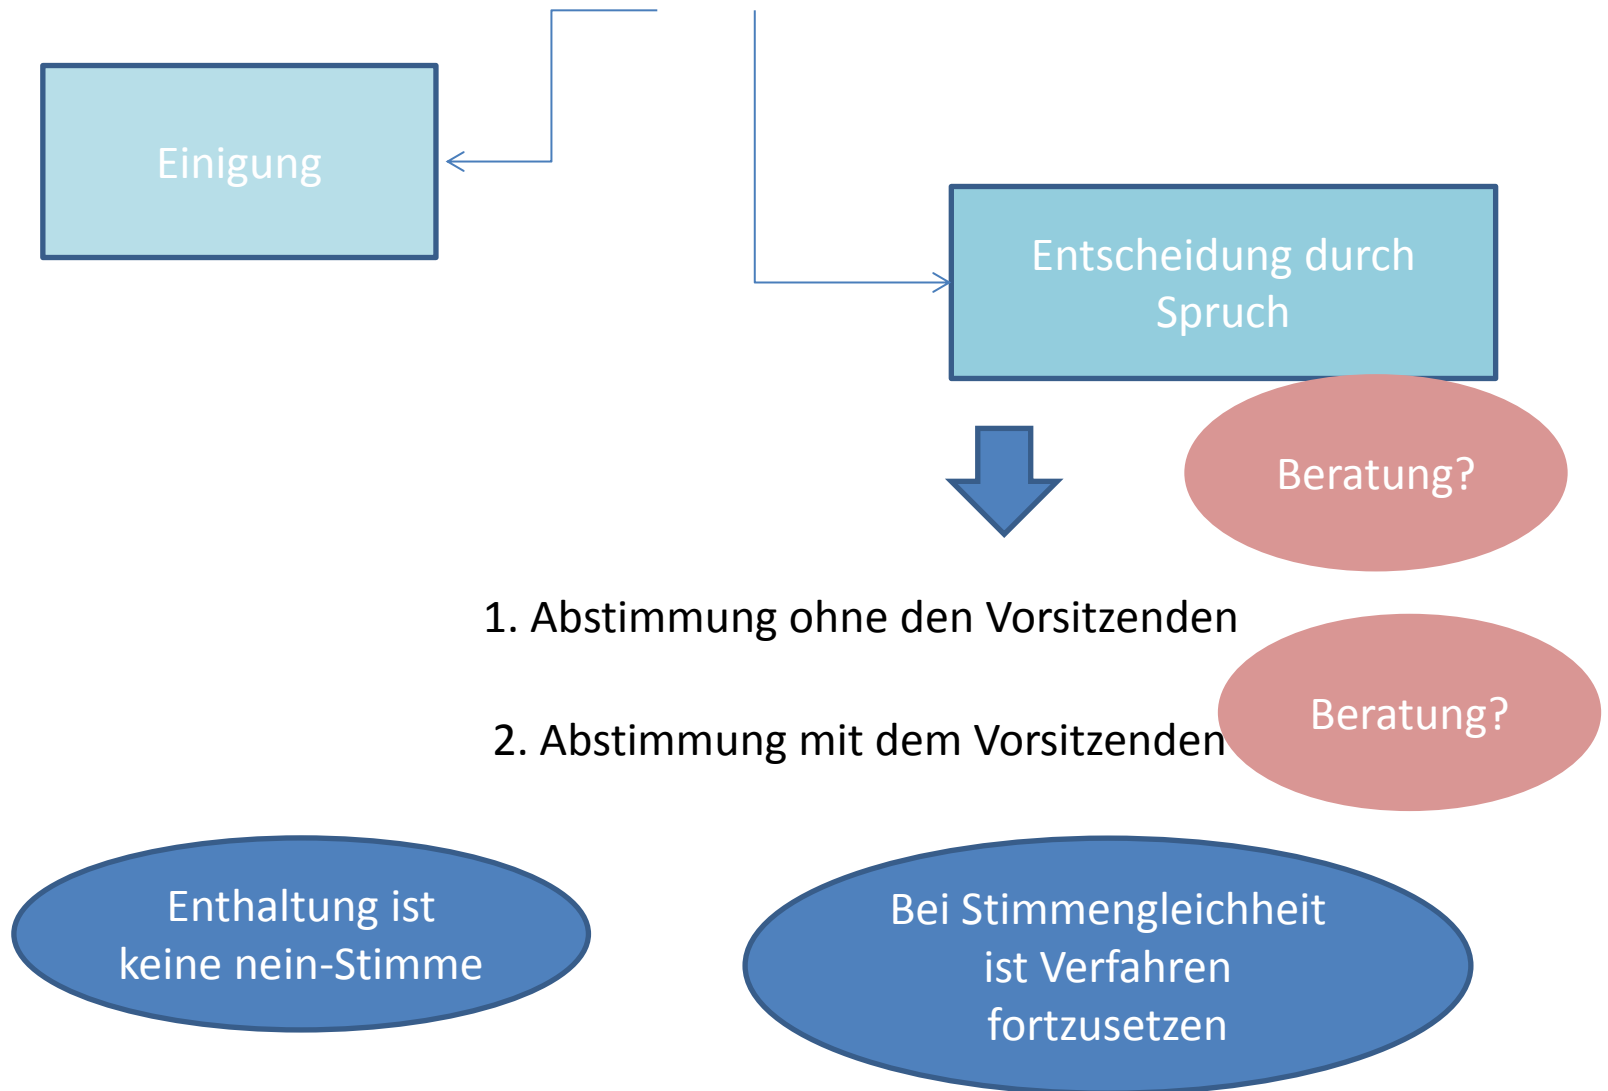 Einigung
Entscheidung durch
Spruch
Beratung?
1. Abstimmung ohne den Vorsitzenden
Beratung?
2. Abstimmung mit dem Vorsitzenden
Enthaltung ist
keine nein-Stimme
Bei Stimmengleichheit
ist Verfahren
fortzusetzen